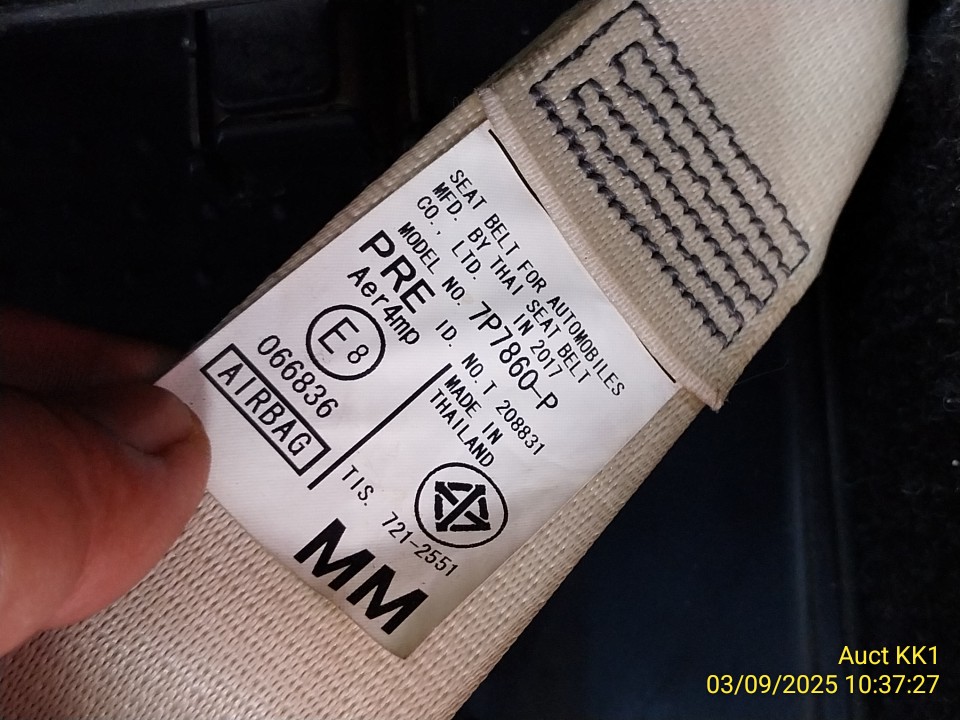 SEAT BELT FOR AUTOMOBILES
MFD. BY THAI SEAT BELT
CO., LTD. IN 2017
MODEL NO. 7P7860-P
PRE ID. NO. T 208831
Aer4mp
E8
066836
AIRBAG
MADE IN
THAILAND
TIS. 721-2551
MM
Auct KK1
03/09/2025 10:37:27